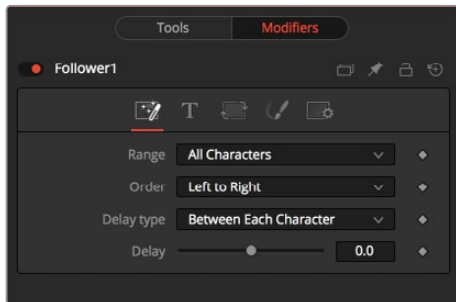 Tools Modifiers
Follower1
T
Range All Characters
Order Left to Right
Delay type Between Each Character
Delay 0.0